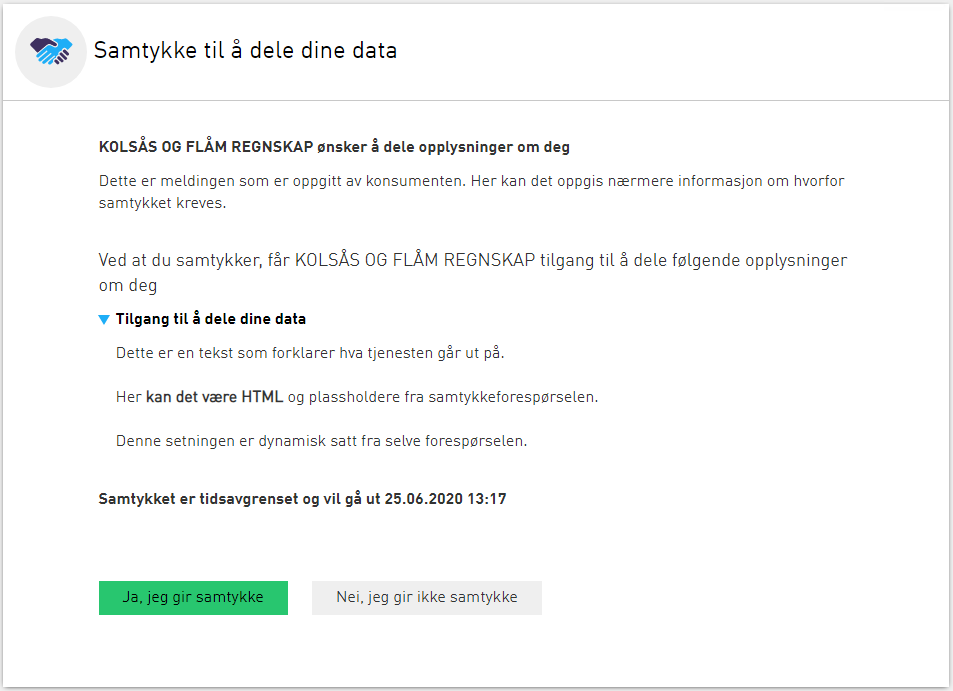 Samtykke til å dele dine data
KOLSÅS OG FLÅM REGNSKAP ønsker å dele opplysninger om deg
Dette er meldingen som er oppgitt av konsumenten. Her kan det oppgis nærmere informasjon om hvorfor
samtykket kreves.
Ved at du samtykker, får KOLSÅS OG FLÅM REGNSKAP tilgang til å dele følgende opplysninger
om deg
Tilgang til å dele dine data
Dette er en tekst som forklarer hva tjenesten går ut på.
Her kan det være HTML og plassholdere fra samtykkeforespørselen.
Denne setningen er dynamisk satt fra selve forespørselen.
Samtykket er tidsavgrenset og vil gå ut 25.06.2020 13:17
Ja, jeg gir samtykke
Nei, jeg gir ikke samtykke